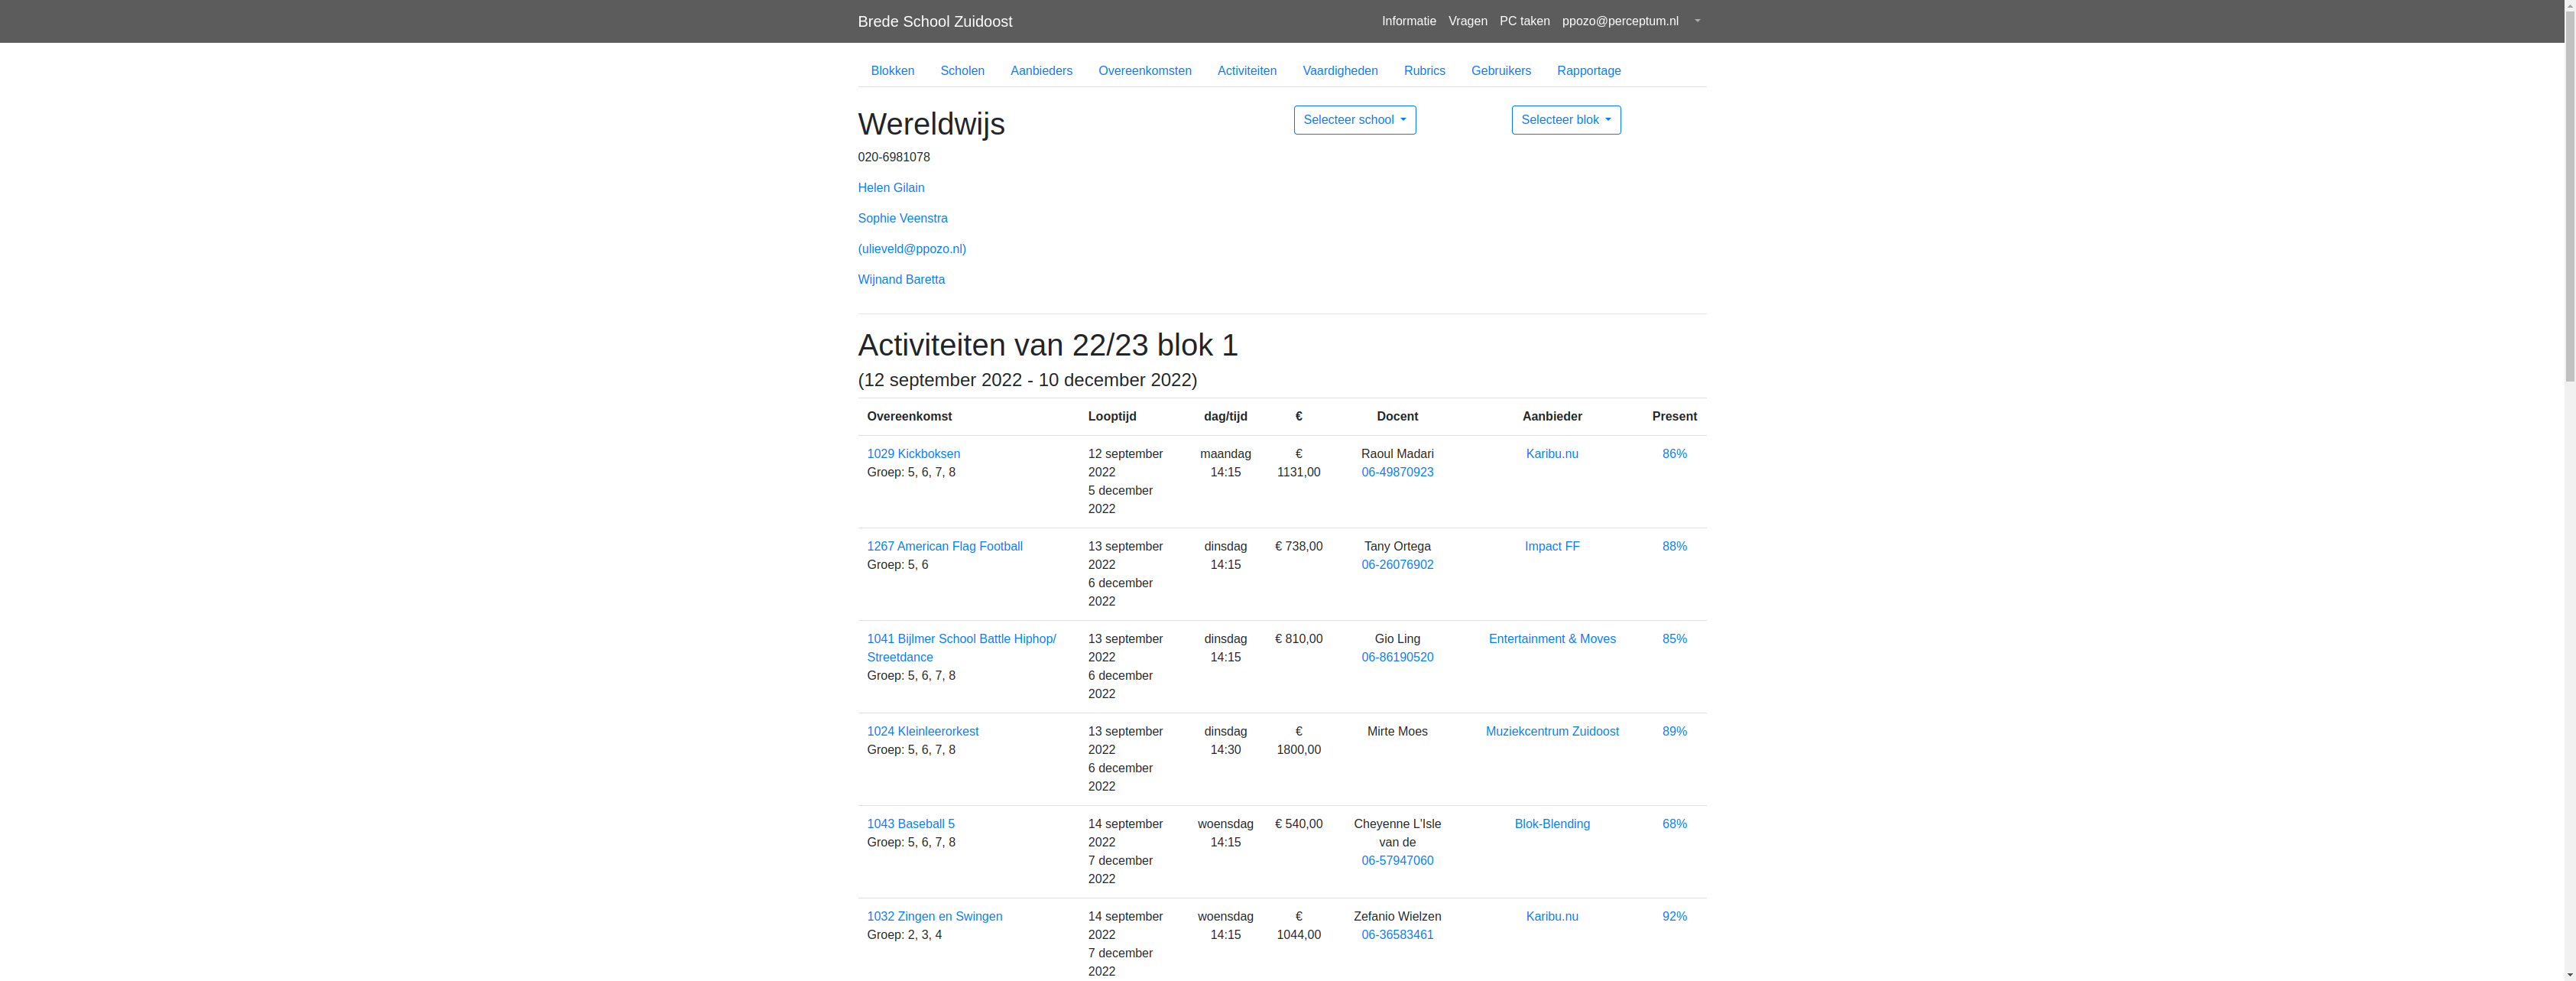 Brede School Zuidoost Informatie Vragen PC taken ppozo@perceptum.nl
Blokken Scholen Aanbieders Overeenkomsten Activiteiten Vaardigheden Rubrics Gebruikers Rapportage
Wereldwijs Selecteer school Selecteer blok
020-6981078
Helen Gilain
Sophie Veenstra
(ulieveld@ppozo.nl)
Wijnand Baretta
Activiteiten van 22/23 blok 1
(12 september 2022 - 10 december 2022)
Overeenkomst Looptijd dag/tijd € Docent Aanbieder Present
1029 Kickboksen 12 september maandag € Raoul Madari Karibu.nu 86%
Groep: 5, 6, 7, 8 2022 14:15 1131,00 06-49870923
5 december
2022
1267 American Flag Football 13 september dinsdag € 738,00 Tany Ortega Impact FF 88%
Groep: 5, 6 2022 14:15 06-26076902
6 december
2022
1041 Bijlmer School Battle Hiphop/ 13 september dinsdag € 810,00 Gio Ling Entertainment & Moves 85%
Streetdance 2022 14:15 06-86190520
Groep: 5, 6, 7, 8 6 december
2022
1024 Kleinleerorkest 13 september dinsdag € Mirte Moes Muziekcentrum Zuidoost 89%
Groep: 5, 6, 7, 8 2022 14:30 1800,00
6 december
2022
1043 Baseball 5 14 september woensdag € 540,00 Cheyenne L'Isle Blok-Blending 68%
Groep: 5, 6, 7, 8 2022 14:15 van de
7 december 06-57947060
2022
1032 Zingen en Swingen 14 september woensdag € Zefanio Wielzen Karibu.nu 92%
Groep: 2, 3, 4 2022 14:15 1044,00 06-36583461
7 december
2022